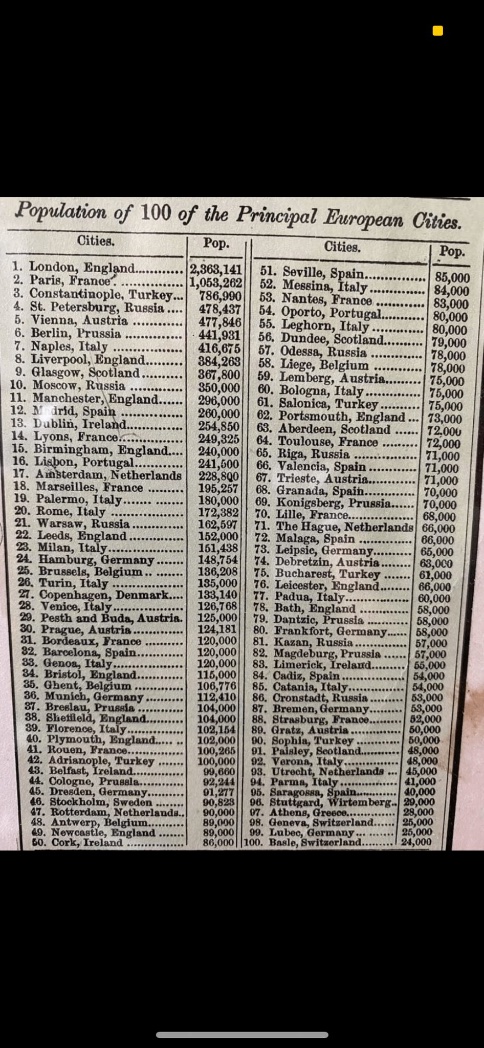 Population of 100 of the Principal European Cities.
Cities. Pop.
1. London, England............ 2,363,141
2. Paris, France. .............. 1,053,262
3. Constantinople, Turkey... 786,990
4. St. Petersburg, Russia .... 478,437
5. Vienna, Austria ............ 477,846
6. Berlin, Prussia ............. 441,931
7. Naples, Italy ............... 416,675
8. Liverpool, England......... 384,263
9. Glasgow, Scotland......... 367,800
10. Moscow, Russia ............ 350,000
11. Manchester, England...... 296,000
12. Madrid, Spain ............. 260,000
13. Dublin, Ireland............ 254,850
14. Lyons, France.............. 249,325
15. Birmingham, England.... 240,000
16. Lisbon, Portugal........... 241,500
17. Amsterdam, Netherlands 228,800
18. Marseilles, France ......... 195,257
19. Palermo, Italy.............. 180,000
20. Rome, Italy ................ 172,382
21. Warsaw, Russia ............ 162,597
22. Leeds, England ............ 152,000
23. Milan, Italy................ 151,438
24. Hamburg, Germany ...... 148,754
25. Brussels, Belgium .. ....... 136,208
26. Turin, Italy ................ 135,000
27. Copenhagen, Denmark.... 133,140
28. Venice, Italy............... 126,768
29. Pesth and Buda, Austria. 125,000
30. Prague, Austria............ 124,181
31. Bordeaux, France ......... 120,000
32. Barcelona, Spain........... 120,000
33. Genoa, Italy................ 120,000
34. Bristol, England........... 115,000
35. Ghent, Belgium ............ 106,776
36. Munich, Germany ......... 112,410
37. Breslau, Prussia ........... 104,000
38. Sheffield, England......... 104,000
39. Florence, Italy............. 102,154
40. Plymouth, England.... .. 102,000
41. Rouen, France.............. 100,265
42. Adrianople, Turkey ....... 100,000
43. Belfast, Ireland............ 99,660
44. Cologne, Prussia ........... 92,244
45. Dresden, Germany......... 91,277
46. Stockholm, Sweden ....... 90,823
47. Rotterdam, Netherlands.. 90,000
48. Antwerp, Belgium......... 89,000
49. Newcastle, England ...... 89,000
50. Cork, Ireland .............. 86,000
Cities. Pop.
51. Seville, Spain............... 85,000
52. Messina, Italy .............. 84,000
53. Nantes, France ............ 83,000
54. Oporto, Portugal........... 80,000
55. Leghorn, Italy ............. 80,000
56. Dundee, Scotland.......... 79,000
57. Odessa, Russia ............. 78,000
58. Liege, Belgium ............ 78,000
59. Lemberg, Austria.......... 75,000
60. Bologna, Italy.............. 75,000
61. Salonica, Turkey........... 75,000
62. Portsmouth, England ... 73,000
63. Aberdeen, Scotland ....... 72,000
64. Toulouse, France .......... 72,000
65. Riga, Russia ................ 71,000
66. Valencia, Spain ............ 71,000
67. Trieste, Austria............ 71,000
68. Granada, Spain............. 70,000
69. Konigsberg, Prussia....... 70,000
70. Lille, France................ 68,000
71. The Hague, Netherlands 66,000
72. Malaga, Spain .............. 66,000
73. Leipsic, Germany.......... 65,000
74. Debretzin, Austria ........ 63,000
75. Bucharest, Turkey ........ 61,000
76. Leicester, England........ 66,000
77. Padua, Italy................ 60,000
78. Bath, England ............. 58,000
79. Dantzic, Prussia ........... 58,000
80. Frankfort, Germany...... 58,000
81. Kazan, Russia .............. 57,000
82. Magdeburg, Prussia ...... 57,000
83. Limerick, Ireland.......... 55,000
84. Cadiz, Spain ................ 54,000
85. Catania, Italy............... 54,000
86. Cronstadt, Russia .......... 53,000
87. Bremen, Germany......... 53,000
88. Strasburg, France.......... 52,000
89. Gratz, Austria .............. 50,000
90. Sophia, Turkey ............ 50,000
91. Paisley, Scotland........... 48,000
92. Verona, Italy............... 48,000
93. Utrecht, Netherlands ... 45,000
94. Parma, Italy................ 41,000
95. Saragossa, Spain........... 40,000
96. Stuttgard, Wirtemberg.. 29,000
97. Athens, Greece............. 28,000
98. Geneva, Switzerland...... 25,000
99. Lubec, Germany ... ....... 25,000
100. Basle, Switzerland......... 24,000